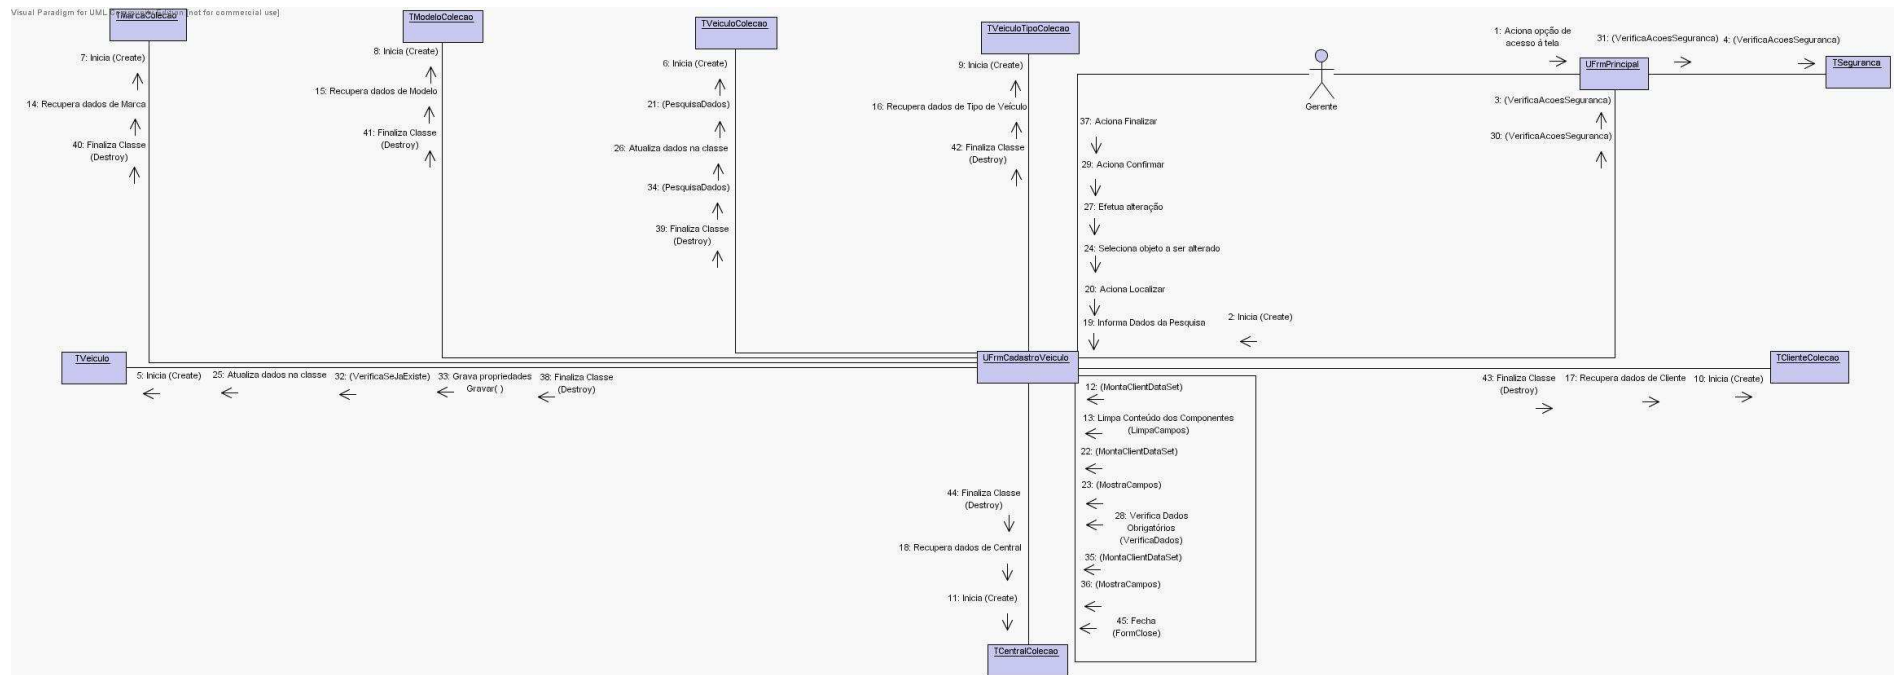 Visual Paradigm for UML Community Edition [not for commercial use]
TMarcaColecao
TModeloColecao
TVeiculoColecao
TVeiculoTipoColecao
7: Inicia (Create)
14: Recupera dados de Marca
40: Finaliza Classe
(Destroy)
8: Inicia (Create)
15: Recupera dados de Modelo
41: Finaliza Classe
(Destroy)
6: Inicia (Create)
21: (PesquisaDados)
26: Atualiza dados na classe
34: (PesquisaDados)
39: Finaliza Classe
(Destroy)
9: Inicia (Create)
16: Recupera dados de Tipo de Veículo
42: Finaliza Classe
(Destroy)
Gerente
1: Aciona opção de
acesso à tela
31: (VerificaAcoesSeguranca)
4: (VerificaAcoesSeguranca)
UFrmPrincipal
TSeguranca
3: (VerificaAcoesSeguranca)
30: (VerificaAcoesSeguranca)
37: Aciona Finalizar
29: Aciona Confirmar
27: Efetua alteração
24: Seleciona objeto a ser alterado
20: Aciona Localizar
19: Informa Dados da Pesquisa
2: Inicia (Create)
TVeiculo
UFrmCadastroVeiculo
TClienteColecao
5: Inicia (Create)
25: Atualiza dados na classe
32: (VerificaSeJaExiste)
33: Grava propriedades
Gravar( )
38: Finaliza Classe
(Destroy)
43: Finaliza Classe
(Destroy)
17: Recupera dados de Cliente
10: Inicia (Create)
12: (MontaClientDataSet)
13: Limpa Conteúdo dos Componentes
(LimpaCampos)
22: (MontaClientDataSet)
23: (MostraCampos)
28: Verifica Dados
Obrigatórios
(VerificaDados)
35: (MontaClientDataSet)
36: (MostraCampos)
45: Fecha
(FormClose)
44: Finaliza Classe
(Destroy)
18: Recupera dados de Central
11: Inicia (Create)
TCentralColecao